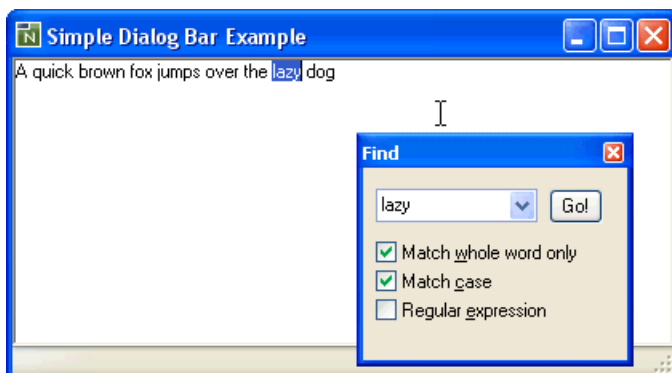 Simple Dialog Bar Example
A quick brown fox jumps over the lazy dog
Find
lazy
Go!
Match whole word only
Match case
Regular expression